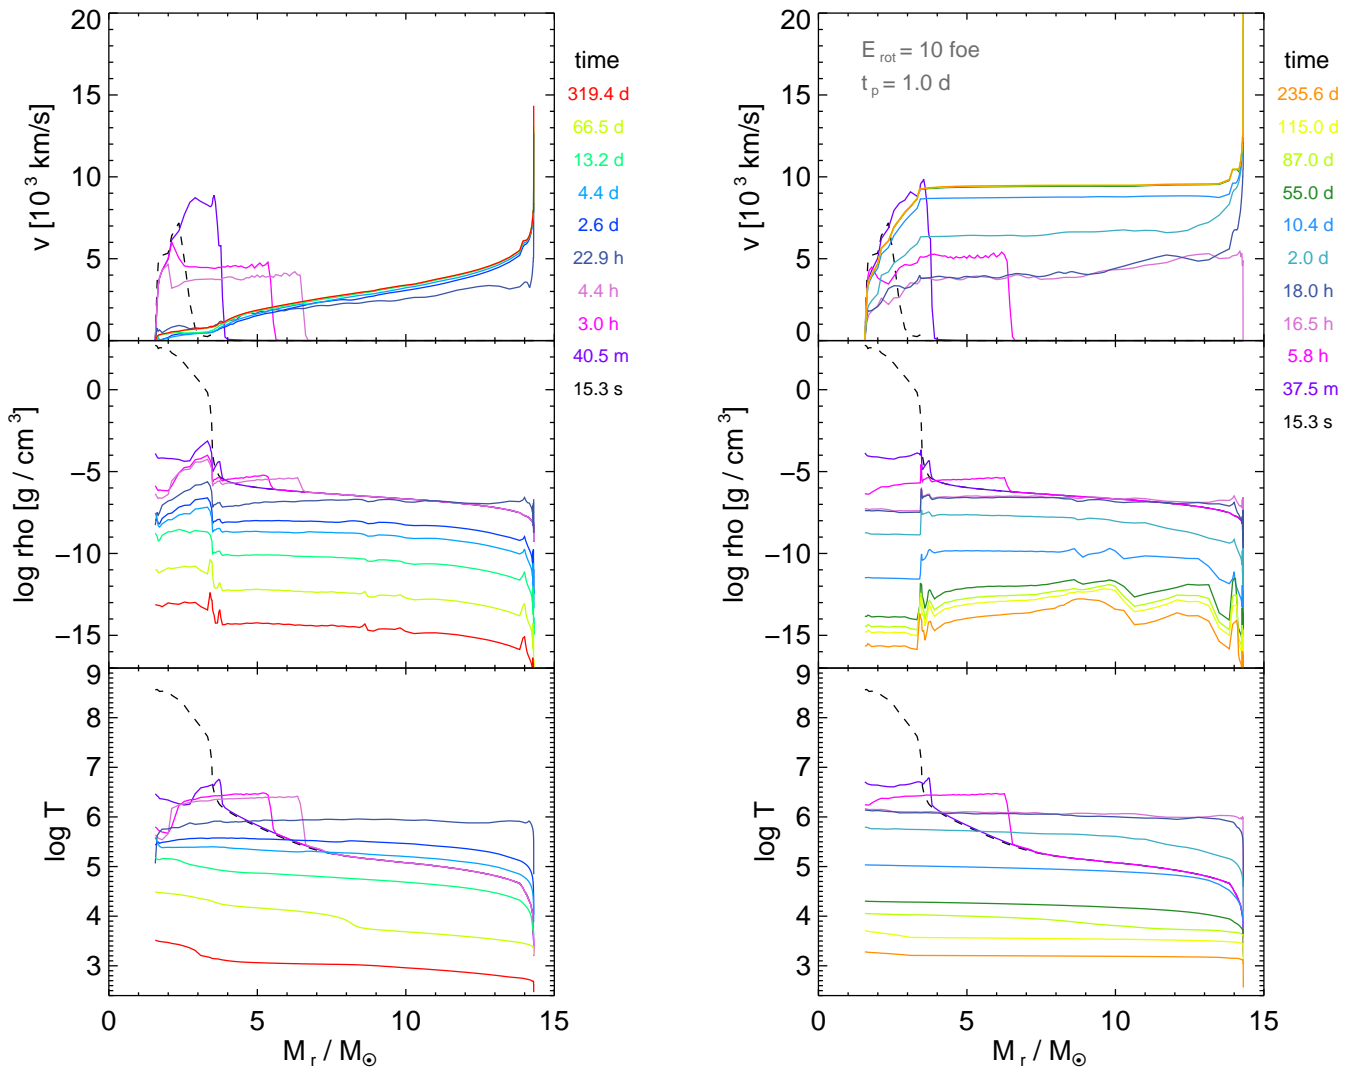 20
15
10
5
0
v [10³ km/s]
time
319.4 d
66.5 d
13.2 d
4.4 d
2.6 d
22.9 h
4.4 h
3.0 h
40.5 m
15.3 s
0
−5
−10
−15
log rho [g / cm³]
9
8
7
6
5
4
3
log T
0
5
10
15
M r / M☉
20
15
10
5
0
v [10³ km/s]
E rot = 10 foe
t p = 1.0 d
time
235.6 d
115.0 d
87.0 d
55.0 d
10.4 d
2.0 d
18.0 h
16.5 h
5.8 h
37.5 m
15.3 s
0
−5
−10
−15
log rho [g / cm³]
9
8
7
6
5
4
3
log T
0
5
10
15
M r / M☉